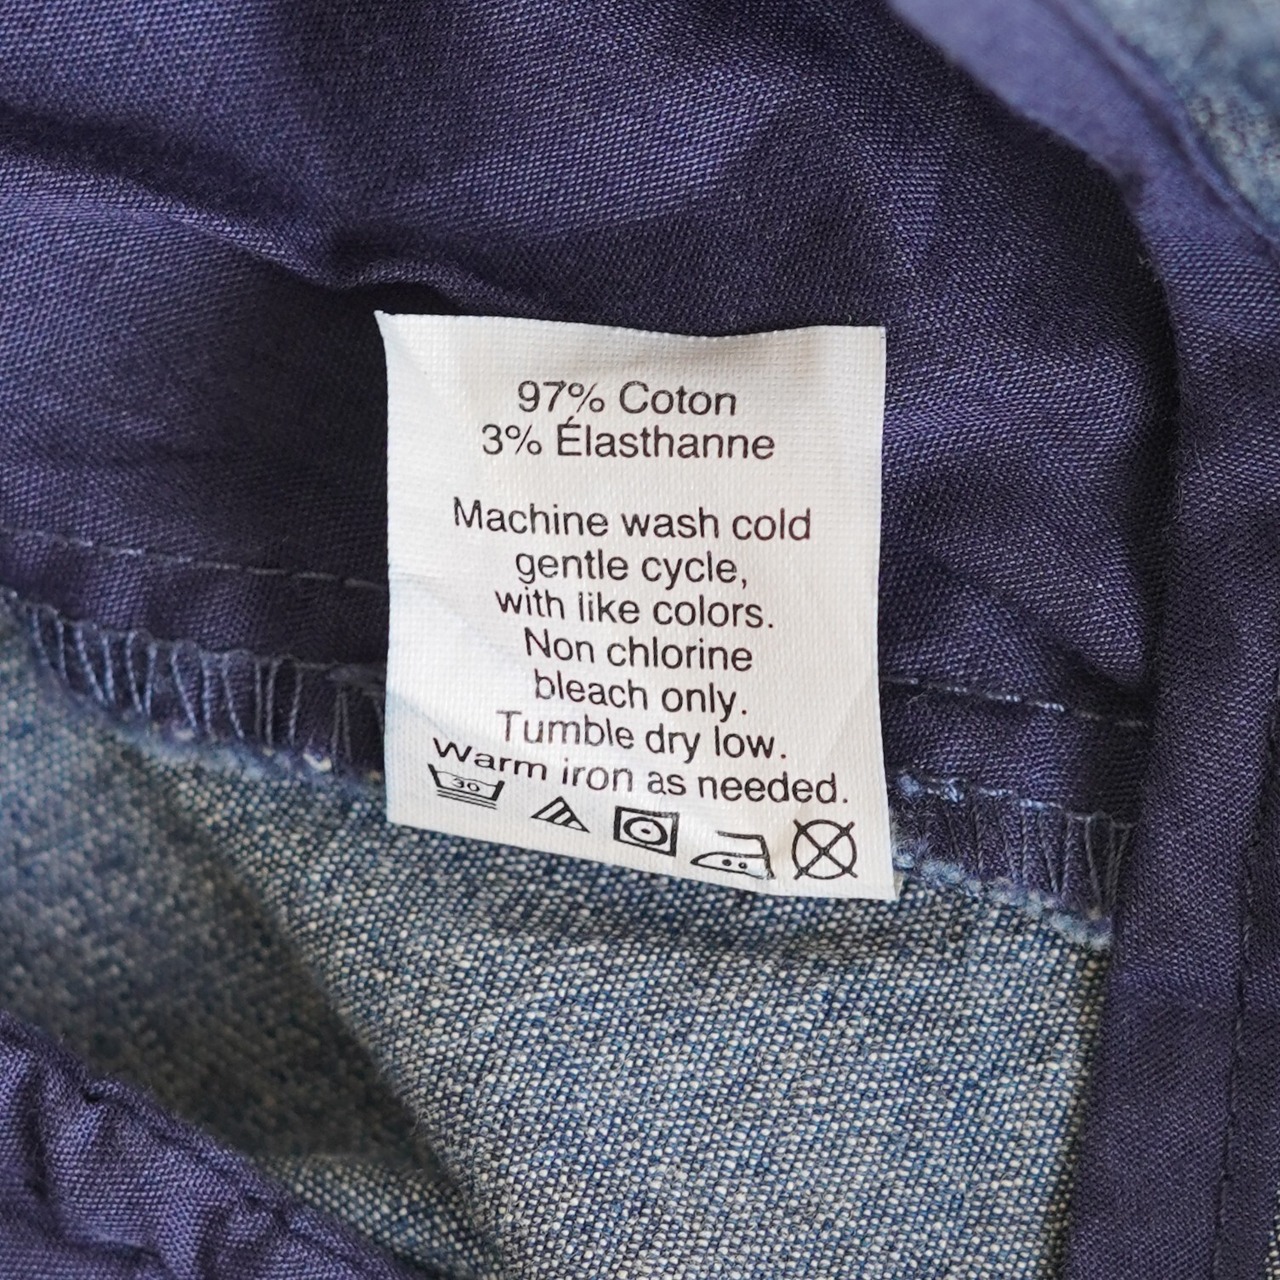 97% Coton
3% Élasthanne
Machine wash cold
gentle cycle,
with like colors.
Non chlorine
bleach only.
Tumble dry low.
Warm iron as needed.
30